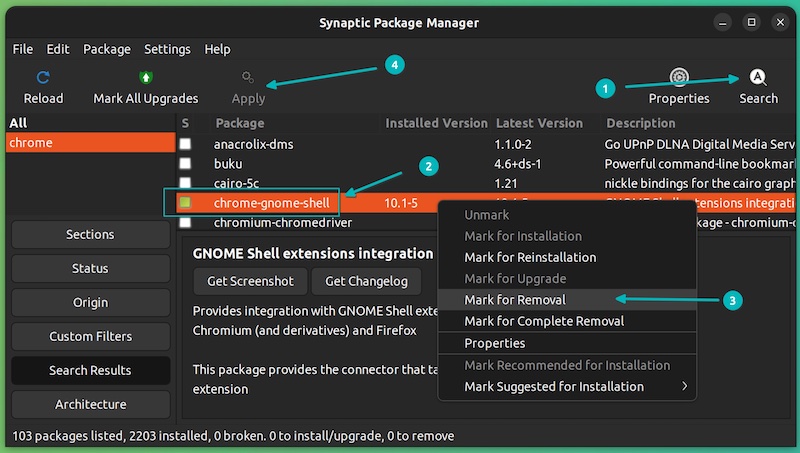 Synaptic Package Manager
File Edit Package Settings Help
4
1
Reload Mark All Upgrades Apply Properties Search
All
chrome
S Package Installed Version Latest Version Description
anacrolix-dms 1.1.0-2 Go UPnP DLNA Digital Media Serv
buku 4.6+ds-1 Powerful command-line bookmar
2
cairo-5c 1.21 nickle bindings for the cairo graph
chrome-gnome-shell 10.1-5 extensions integratio
chromium-chromedriver package - chromium-c
Sections
Status
Origin
Custom Filters
Search Results
Architecture
GNOME Shell extensions integration
Get Screenshot Get Changelog
Provides integration with GNOME Shell exte
Chromium (and derivatives) and Firefox
This package provides the connector that ta
extension
Unmark
Mark for Installation
Mark for Reinstallation
Mark for Upgrade
Mark for Removal
3
Mark for Complete Removal
Properties
Mark Recommended for Installation
Mark Suggested for Installation
103 packages listed, 2203 installed, 0 broken. 0 to install/upgrade, 0 to remove